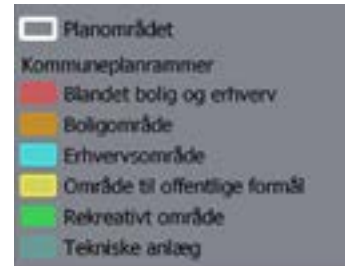 Planområdet
Kommuneplanrammer
Blandet bolig og erhverv
Boligområde
Erhvervsområde
Område til offentlige formål
Rekreativt område
Tekniske anlæg